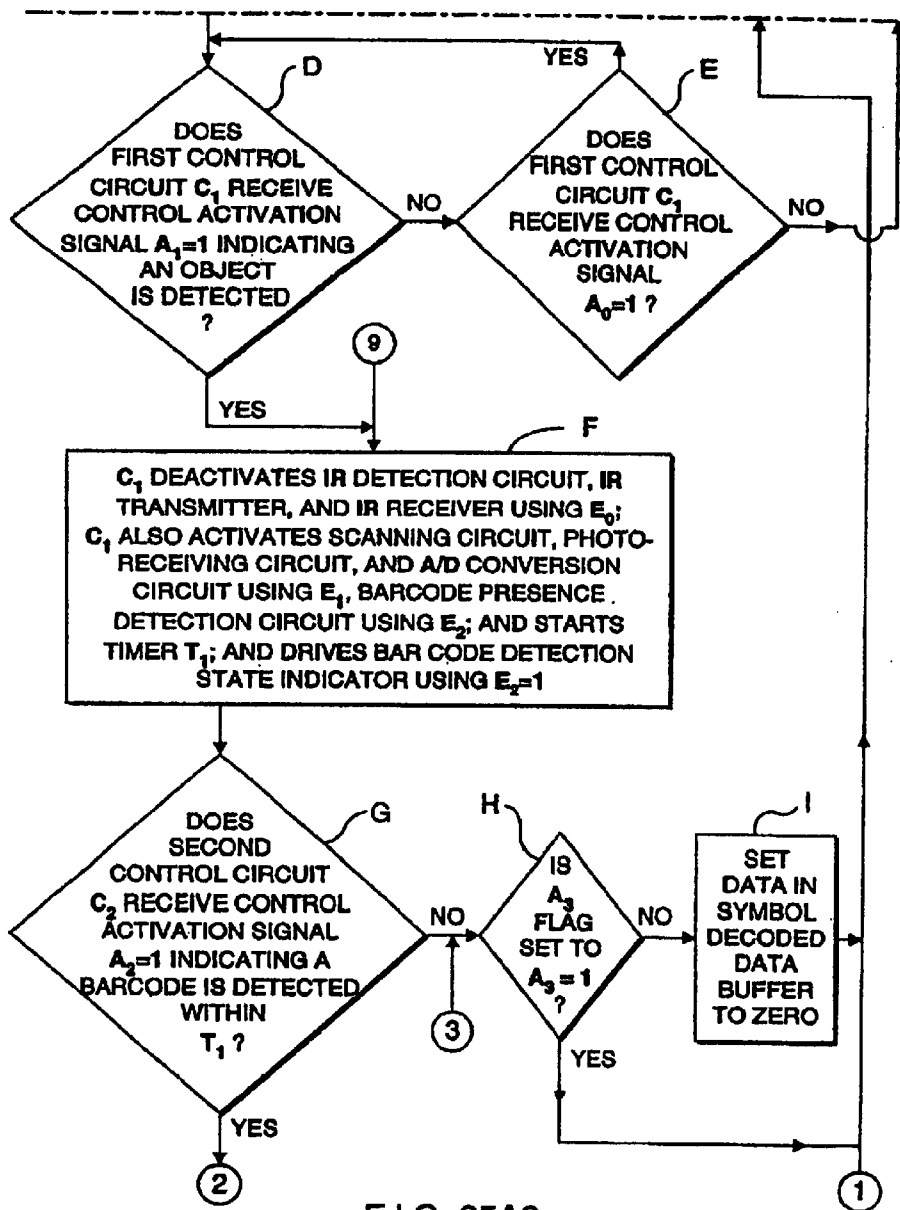 YES
D
E
DOES
FIRST CONTROL
CIRCUIT C₁ RECEIVE
CONTROL ACTIVATION
SIGNAL A₁=1 INDICATING
AN OBJECT
IS DETECTED
?
NO
DOES
FIRST CONTROL
CIRCUIT C₁
RECEIVE CONTROL
ACTIVATION
SIGNAL
A₀=1 ?
NO
YES
9
F
C₁ DEACTIVATES IR DETECTION CIRCUIT, IR
TRANSMITTER, AND IR RECEIVER USING E₀;
C₁ ALSO ACTIVATES SCANNING CIRCUIT, PHOTO-
RECEIVING CIRCUIT, AND A/D CONVERSION
CIRCUIT USING E₁, BARCODE PRESENCE
DETECTION CIRCUIT USING E₂; AND STARTS
TIMER T₁; AND DRIVES BAR CODE DETECTION
STATE INDICATOR USING E₂=1
G
DOES
SECOND
CONTROL CIRCUIT
C₂ RECEIVE CONTROL
ACTIVATION SIGNAL
A₂=1 INDICATING A
BARCODE IS DETECTED
WITHIN
T₁ ?
NO
3
H
IS
A₃
FLAG
SET TO
A₃ = 1
?
NO
I
SET
DATA IN
SYMBOL
DECODED
DATA
BUFFER
TO ZERO
YES
YES
2
1